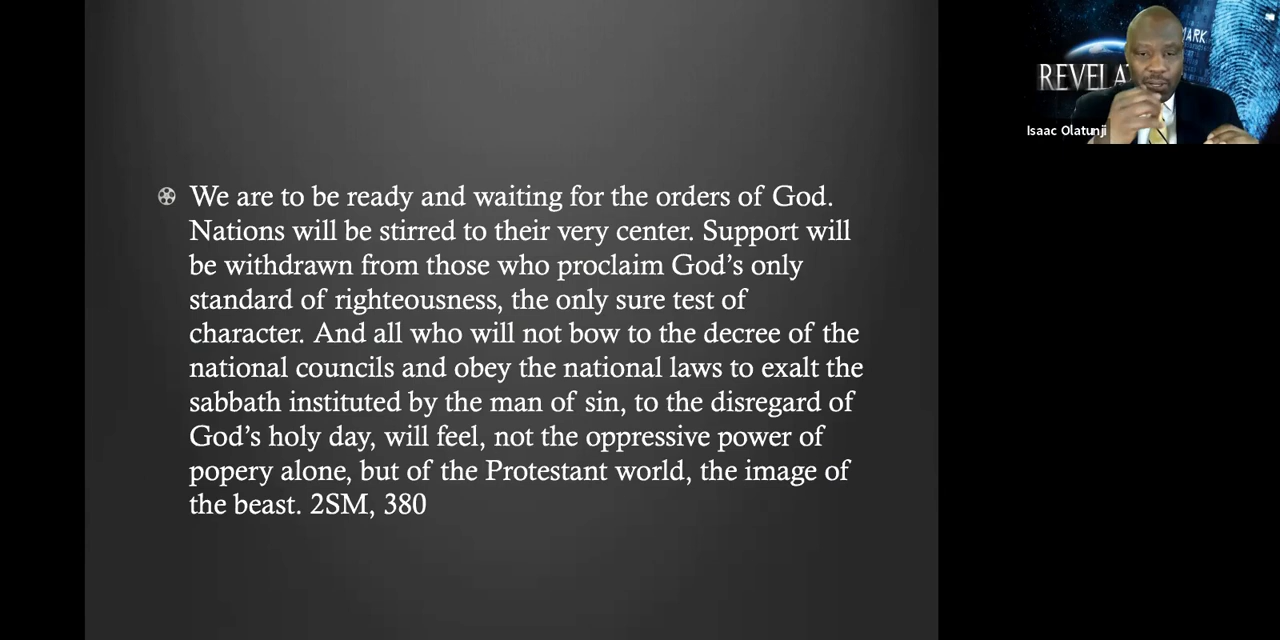 We are to be ready and waiting for the orders of God.
Nations will be stirred to their very center. Support will
be withdrawn from those who proclaim God’s only
standard of righteousness, the only sure test of
character. And all who will not bow to the decree of the
national councils and obey the national laws to exalt the
sabbath instituted by the man of sin, to the disregard of
God’s holy day, will feel, not the oppressive power of
popery alone, but of the Protestant world, the image of
the beast. 2SM, 380
MARK
REVELA
Isaac Olatunji